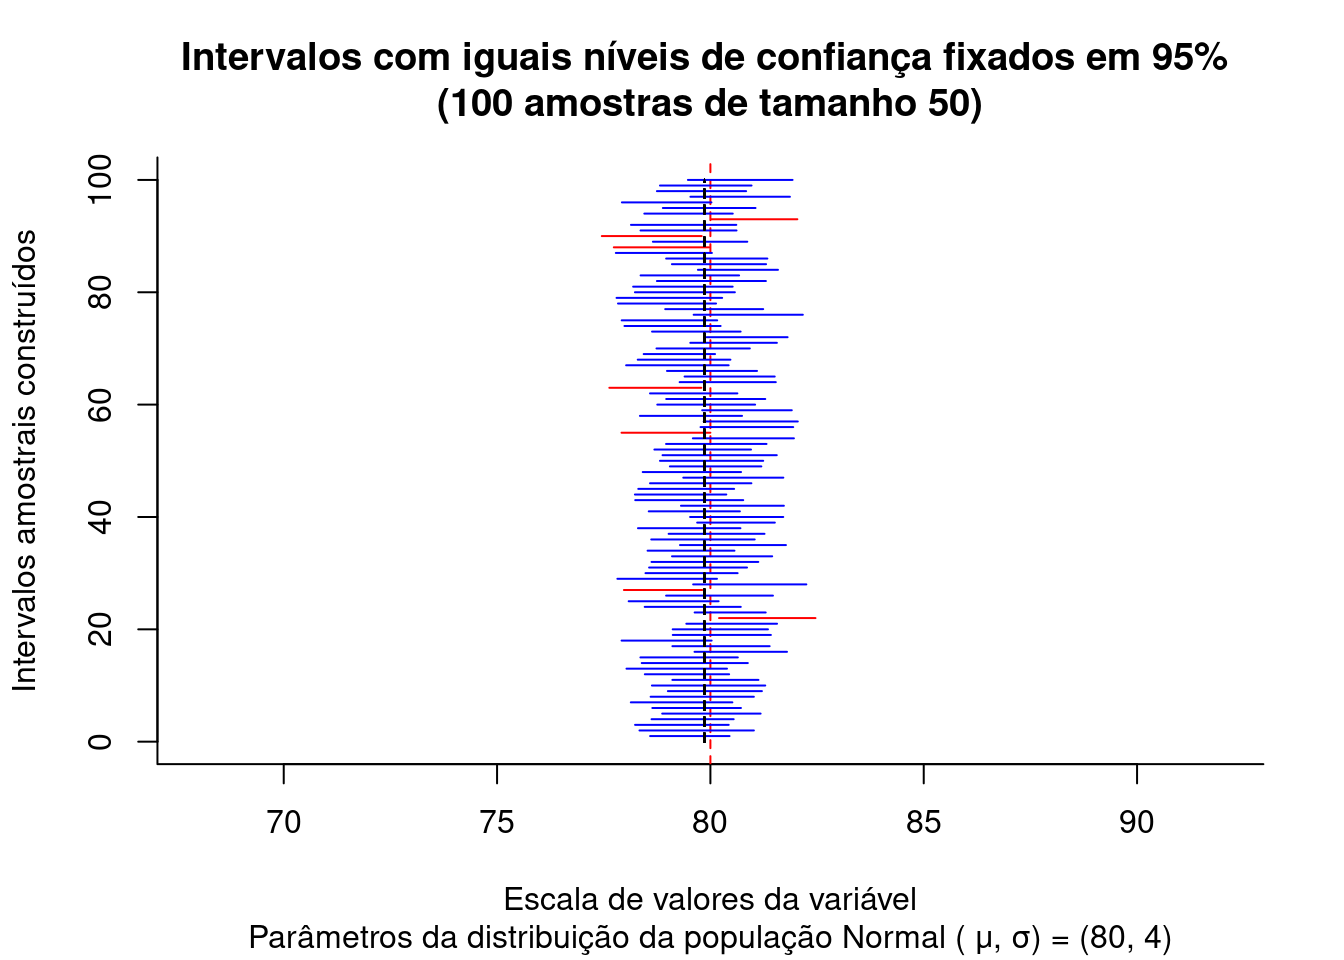 Intervalos com iguais níveis de confiança fixados em 95%
(100 amostras de tamanho 50)
Intervalos amostrais construídos
100
80
60
40
20
0
70 75 80 85 90
Escala de valores da variável
Parâmetros da distribuição da população Normal ( μ, σ) = (80, 4)